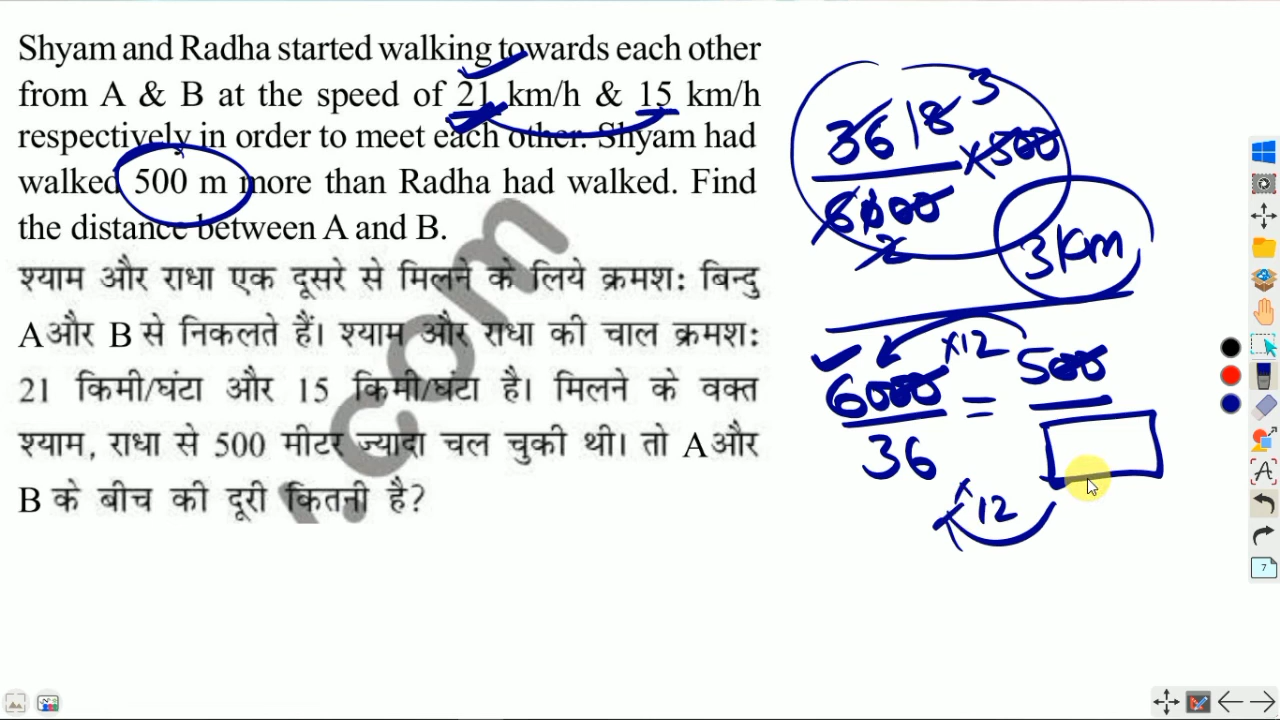 Shyam and Radha started walking towards each other
from A & B at the speed of 21 km/h & 15 km/h
respectively in order to meet each other. Shyam had
walked 500 m more than Radha had walked. Find
the distance between A and B.
श्याम और राधा एक दूसरे से मिलने के लिये क्रमश: बिन्दु
A और B से निकलते हैं। श्याम और राधा की चाल क्रमश:
21 किमी/घंटा और 15 किमी/घंटा है। मिलने के वक्त
श्याम, राधा से 500 मीटर ज्यादा चल चुकी थी। तो A और
B के बीच की दूरी कितनी है?
.com
36 18 3
×500
6000
2
3 km
×12
6000 = 500
36
×12
7